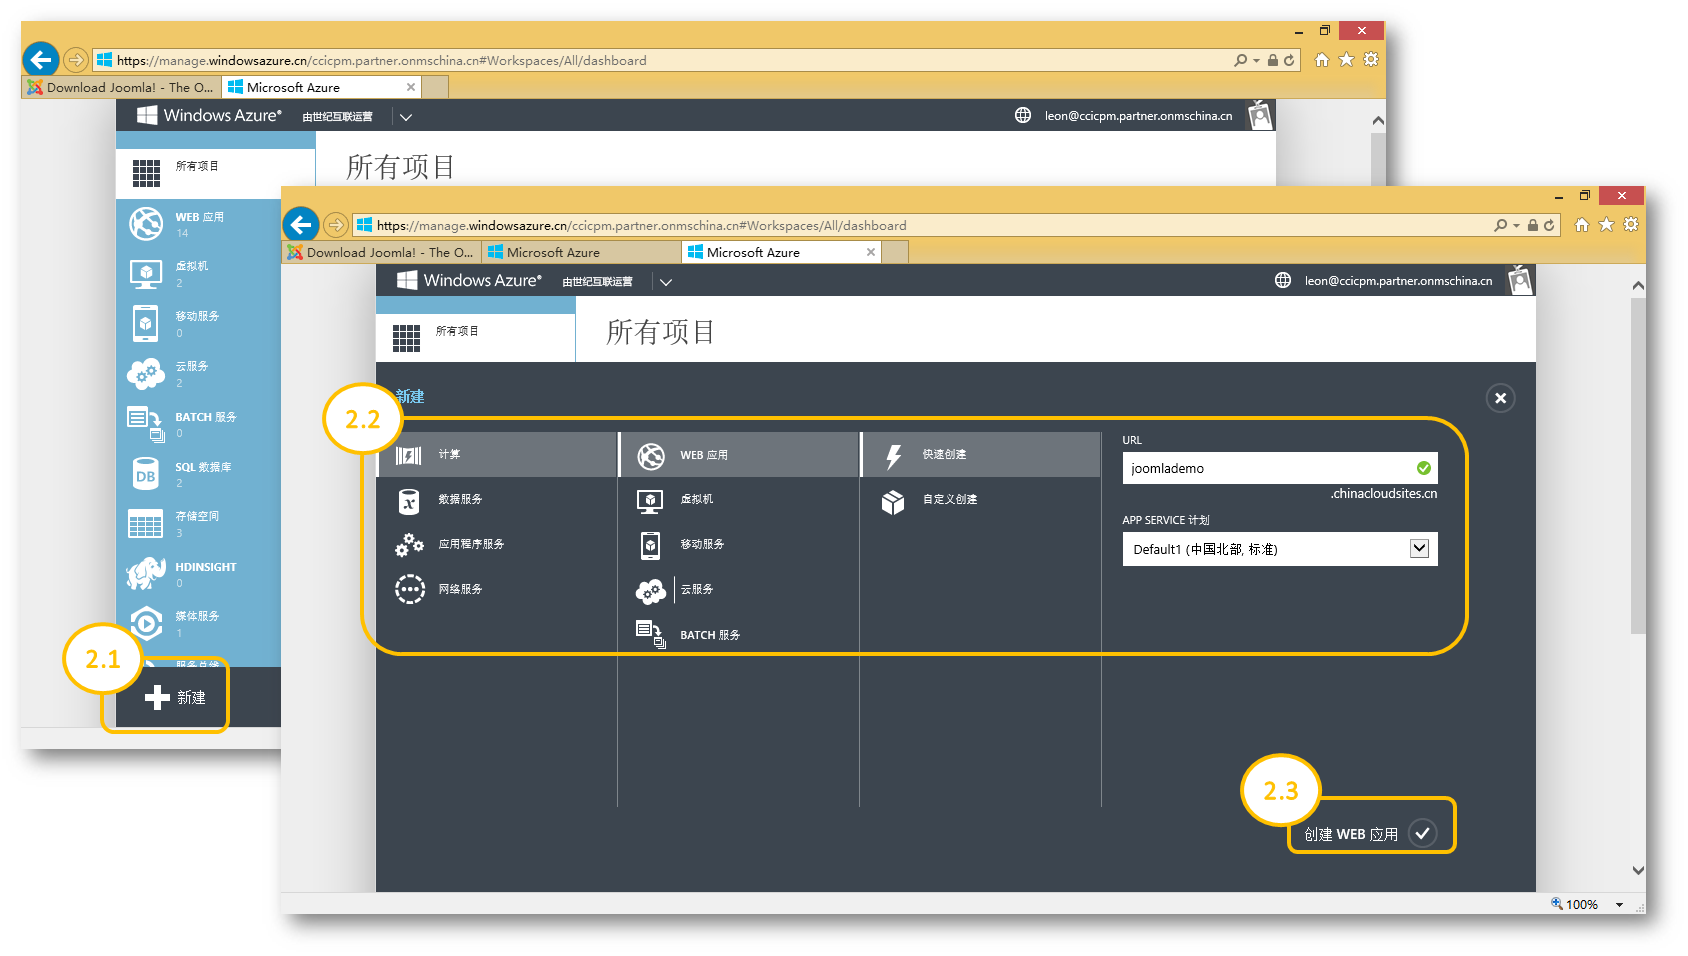 https://manage.windowsazure.cn/ccicpm.partner.onmschina.cn#Workspaces/All/dashboard
Download Joomla! - The O...
Microsoft Azure
Windows Azure®
由世纪互联运营
leon@ccicpm.partner.onmschina.cn
所有项目
所有项目
WEB 应用
14
虚拟机
2
移动服务
0
云服务
2
BATCH 服务
0
SQL 数据库
2
DB
存储空间
3
HDINSIGHT
0
媒体服务
1
服务总线
2.1
新建
https://manage.windowsazure.cn/ccicpm.partner.onmschina.cn#Workspaces/All/dashboard
Download Joomla! - The O...
Microsoft Azure
Microsoft Azure
Windows Azure®
由世纪互联运营
leon@ccicpm.partner.onmschina.cn
所有项目
所有项目
新建
2.2
计算
数据服务
应用程序服务
网络服务
WEB 应用
虚拟机
移动服务
云服务
BATCH 服务
快速创建
自定义创建
URL
joomlademo
.chinacloudsites.cn
APP SERVICE 计划
Default1 (中国北部, 标准)
2.3
创建 WEB 应用
100%